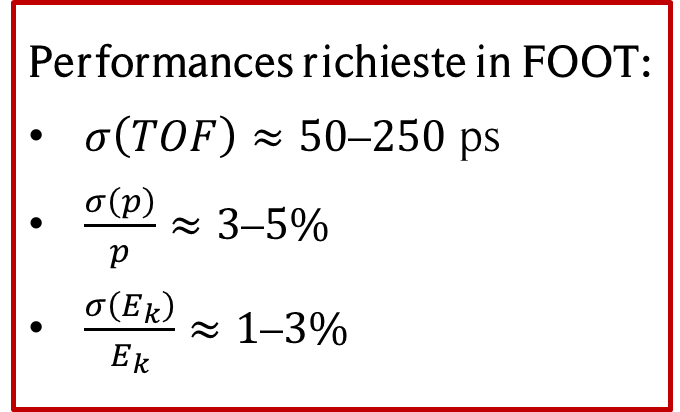 Performances richieste in FOOT:
• σ(TOF) ≈ 50–250 ps
• σ(p)/p ≈ 3–5%
• σ(E_k)/E_k ≈ 1–3%